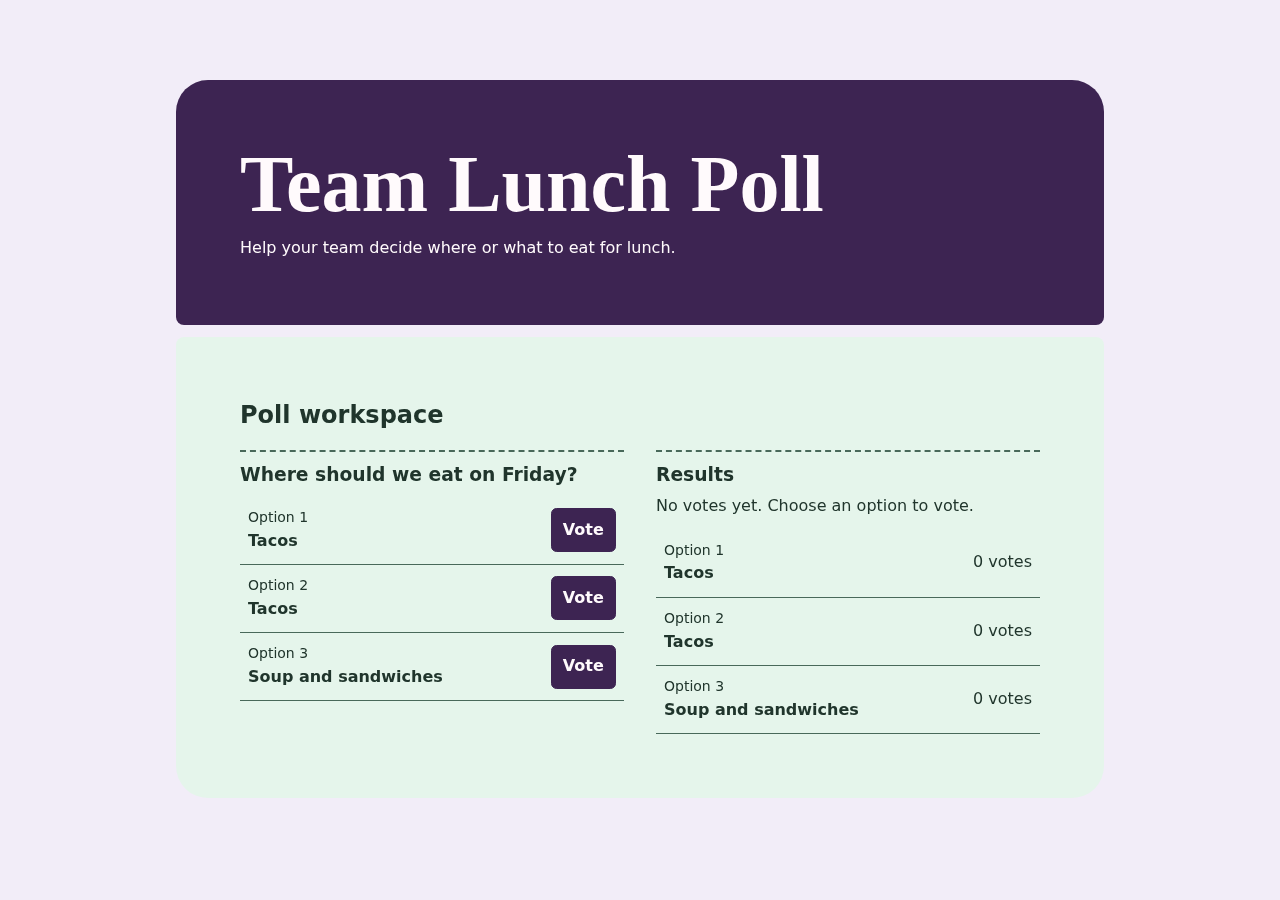 Team Lunch Poll
Help your team decide where or what to eat for lunch.
Poll workspace
Where should we eat on Friday?
Option 1
Tacos
Vote
Option 2
Tacos
Vote
Option 3
Soup and sandwiches
Vote
Results
No votes yet. Choose an option to vote.
Option 1
Tacos
0 votes
Option 2
Tacos
0 votes
Option 3
Soup and sandwiches
0 votes